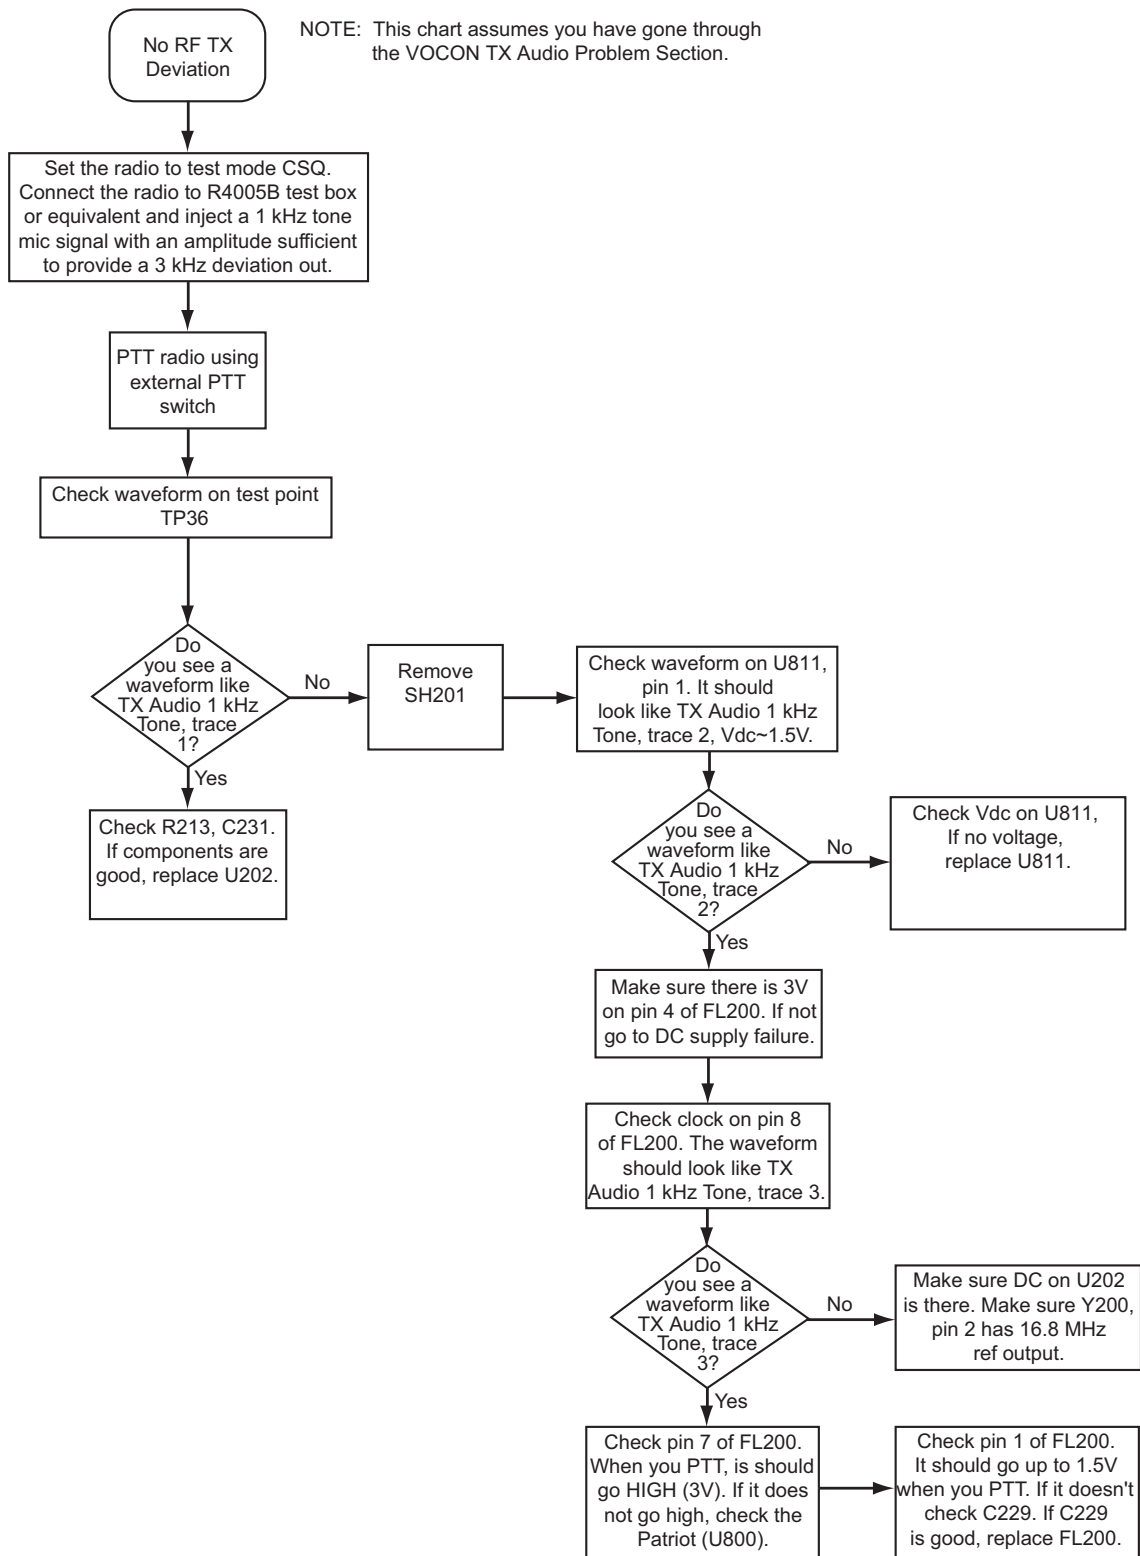 No RF TX
Deviation
NOTE: This chart assumes you have gone through
the VOCON TX Audio Problem Section.
Set the radio to test mode CSQ.
Connect the radio to R4005B test box
or equivalent and inject a 1 kHz tone
mic signal with an amplitude sufficient
to provide a 3 kHz deviation out.
PTT radio using
external PTT
switch
Check waveform on test point
TP36
Do
you see a
waveform like
TX Audio 1 kHz
Tone, trace
1?
No
Yes
Remove
SH201
Check waveform on U811,
pin 1. It should
look like TX Audio 1 kHz
Tone, trace 2, Vdc~1.5V.
Check R213, C231.
If components are
good, replace U202.
Do
you see a
waveform like
TX Audio 1 kHz
Tone, trace
2?
No
Yes
Check Vdc on U811,
If no voltage,
replace U811.
Make sure there is 3V
on pin 4 of FL200. If not
go to DC supply failure.
Check clock on pin 8
of FL200. The waveform
should look like TX
Audio 1 kHz Tone, trace 3.
Do
you see a
waveform like
TX Audio 1 kHz
Tone, trace
3?
No
Yes
Make sure DC on U202
is there. Make sure Y200,
pin 2 has 16.8 MHz
ref output.
Check pin 7 of FL200.
When you PTT, is should
go HIGH (3V). If it does
not go high, check the
Patriot (U800).
Check pin 1 of FL200.
It should go up to 1.5V
when you PTT. If it doesn't
check C229. If C229
is good, replace FL200.